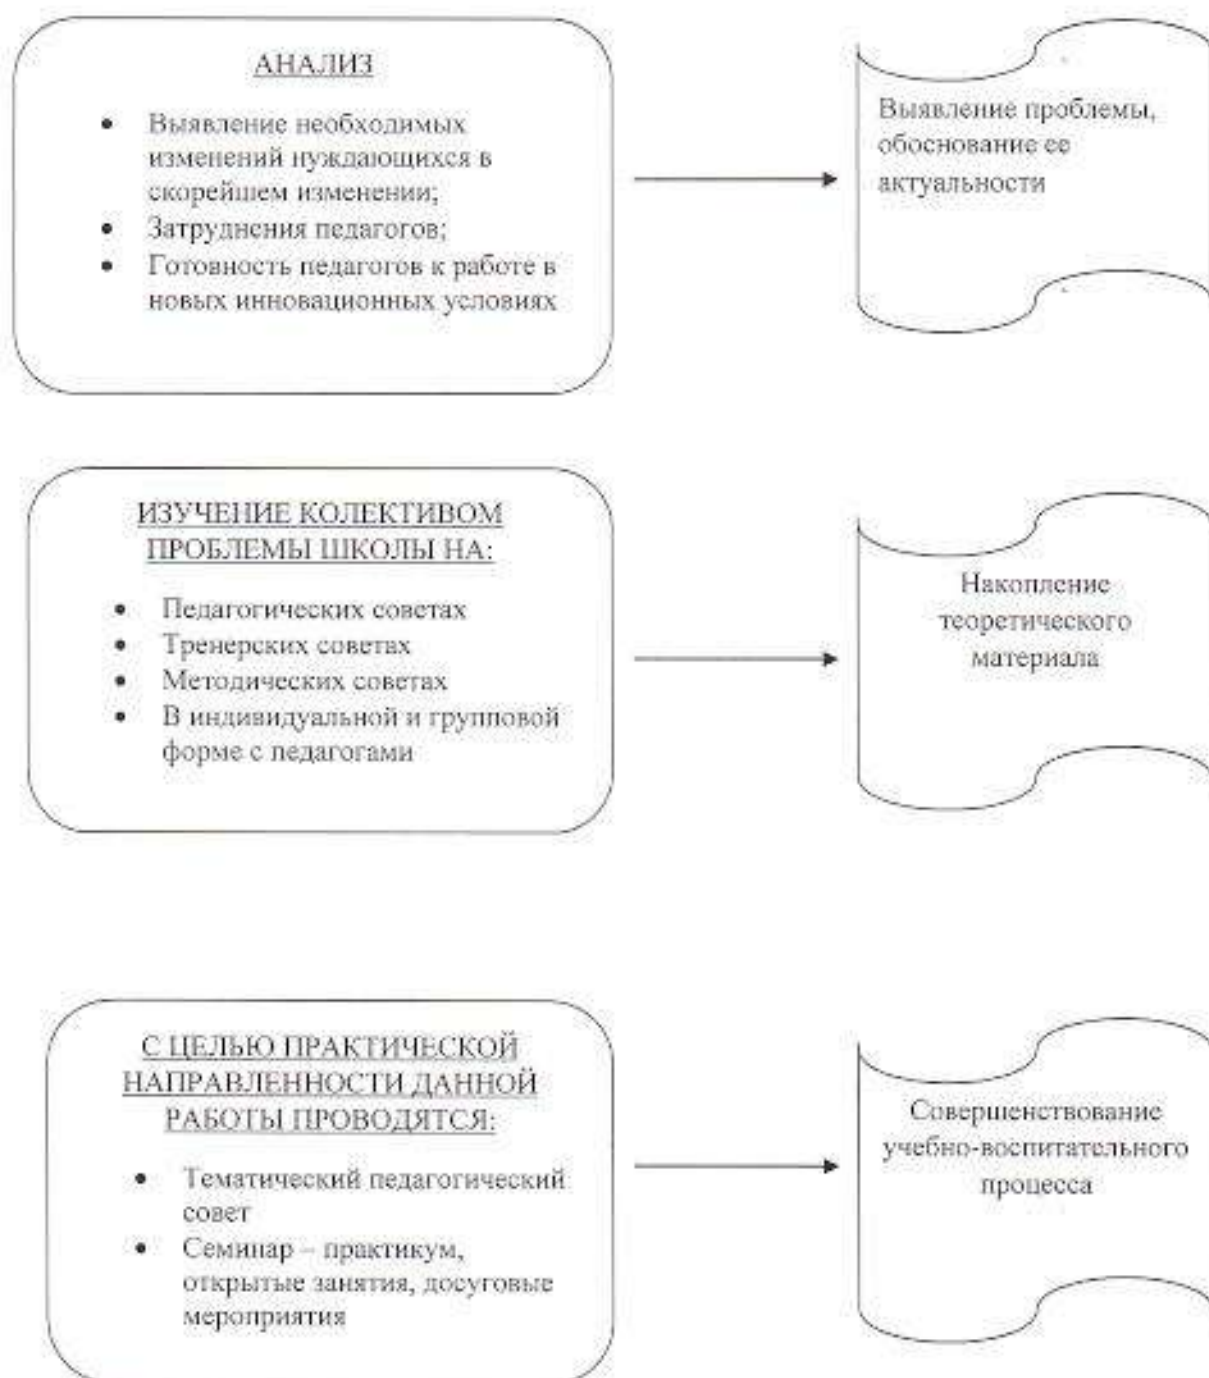 АНАЛИЗ
• Выявление необходимых
изменений нуждающихся в
скорейшем изменении;
• Затруднения педагогов;
• Готовность педагогов к работе в
новых инновационных условиях
Выявление проблемы,
обоснование ее
актуальности
ИЗУЧЕНИЕ КОЛЕКТИВОМ
ПРОБЛЕМЫ ШКОЛЫ НА:
• Педагогических советах
• Тренерских советах
• Методических советах
• В индивидуальной и групповой
форме с педагогами
Накопление
теоретического
материала
С ЦЕЛЬЮ ПРАКТИЧЕСКОЙ
НАПРАВЛЕННОСТИ ДАННОЙ
РАБОТЫ ПРОВОДЯТСЯ:
• Тематический педагогический
совет
• Семинар – практикум,
открытые занятия, досуговые
мероприятия
Совершенствование
учебно-воспитательного
процесса